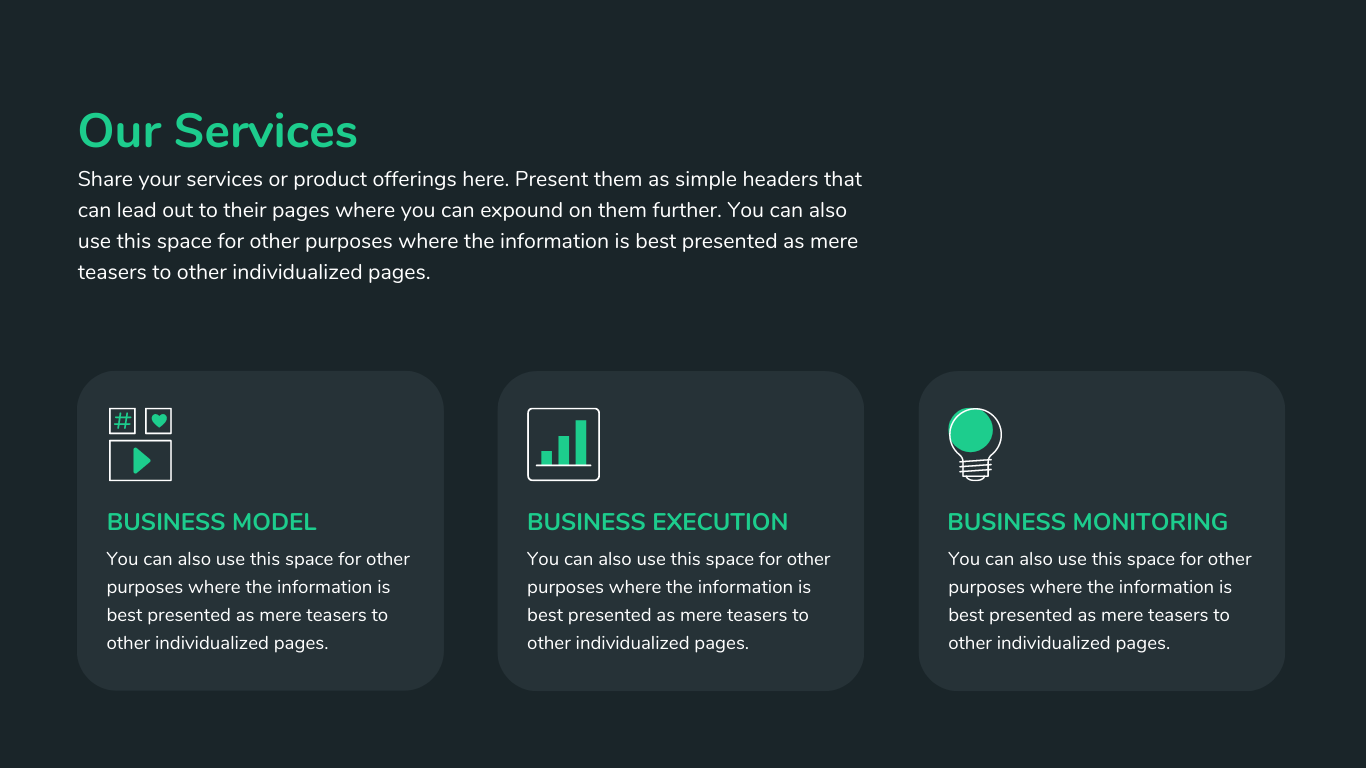 Our Services
Share your services or product offerings here. Present them as simple headers that
can lead out to their pages where you can expound on them further. You can also
use this space for other purposes where the information is best presented as mere
teasers to other individualized pages.
#
BUSINESS MODEL
You can also use this space for other
purposes where the information is
best presented as mere teasers to
other individualized pages.
BUSINESS EXECUTION
You can also use this space for other
purposes where the information is
best presented as mere teasers to
other individualized pages.
BUSINESS MONITORING
You can also use this space for other
purposes where the information is
best presented as mere teasers to
other individualized pages.